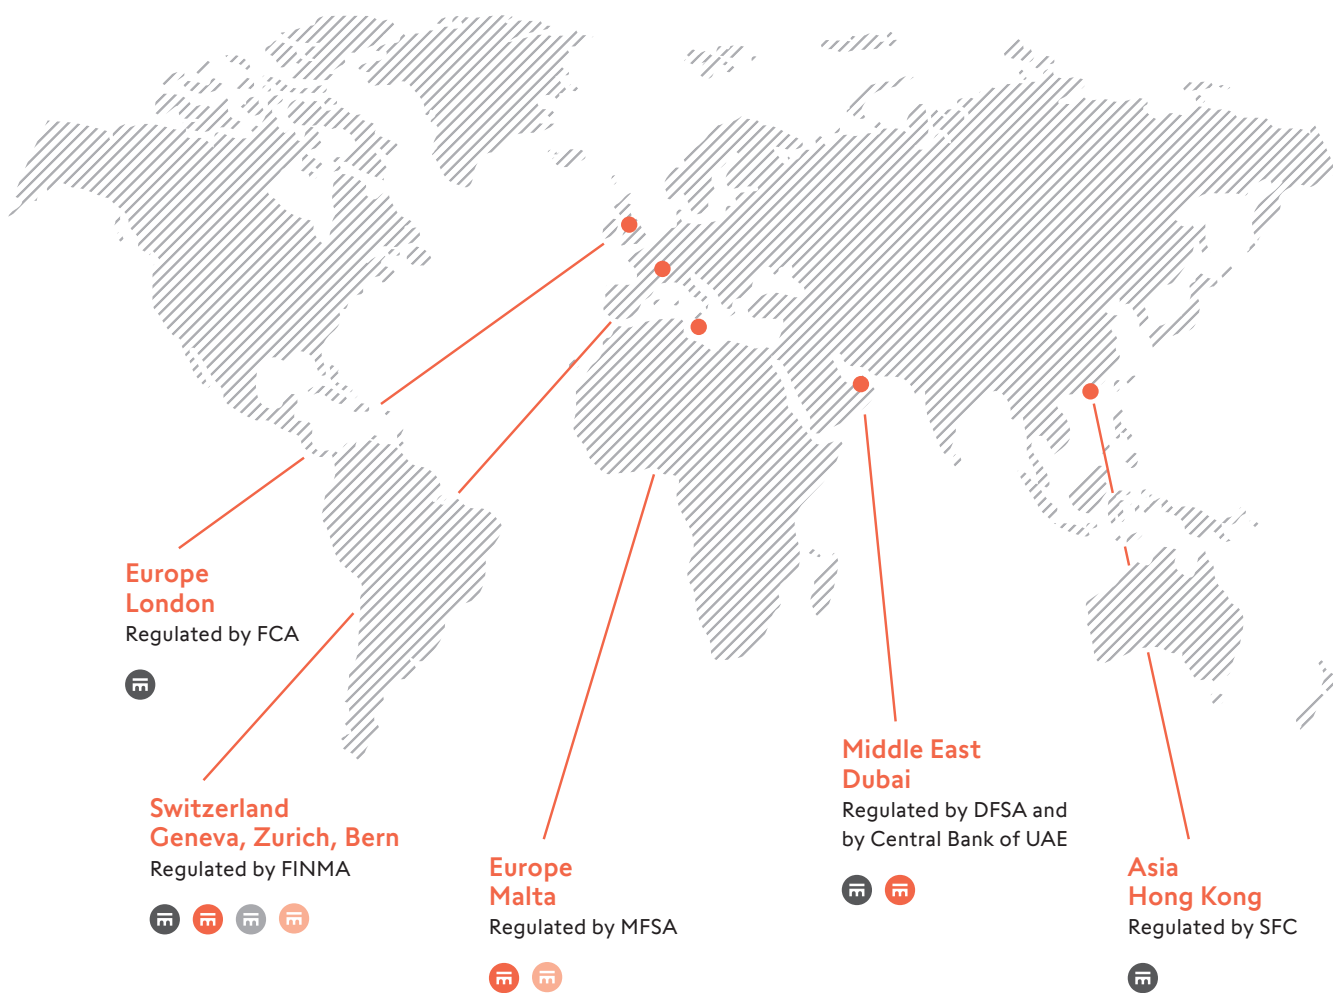 Europe
London
Regulated by FCA
Switzerland
Geneva, Zurich, Bern
Regulated by FINMA
Europe
Malta
Regulated by MFSA
Middle East
Dubai
Regulated by DFSA and
by Central Bank of UAE
Asia
Hong Kong
Regulated by SFC